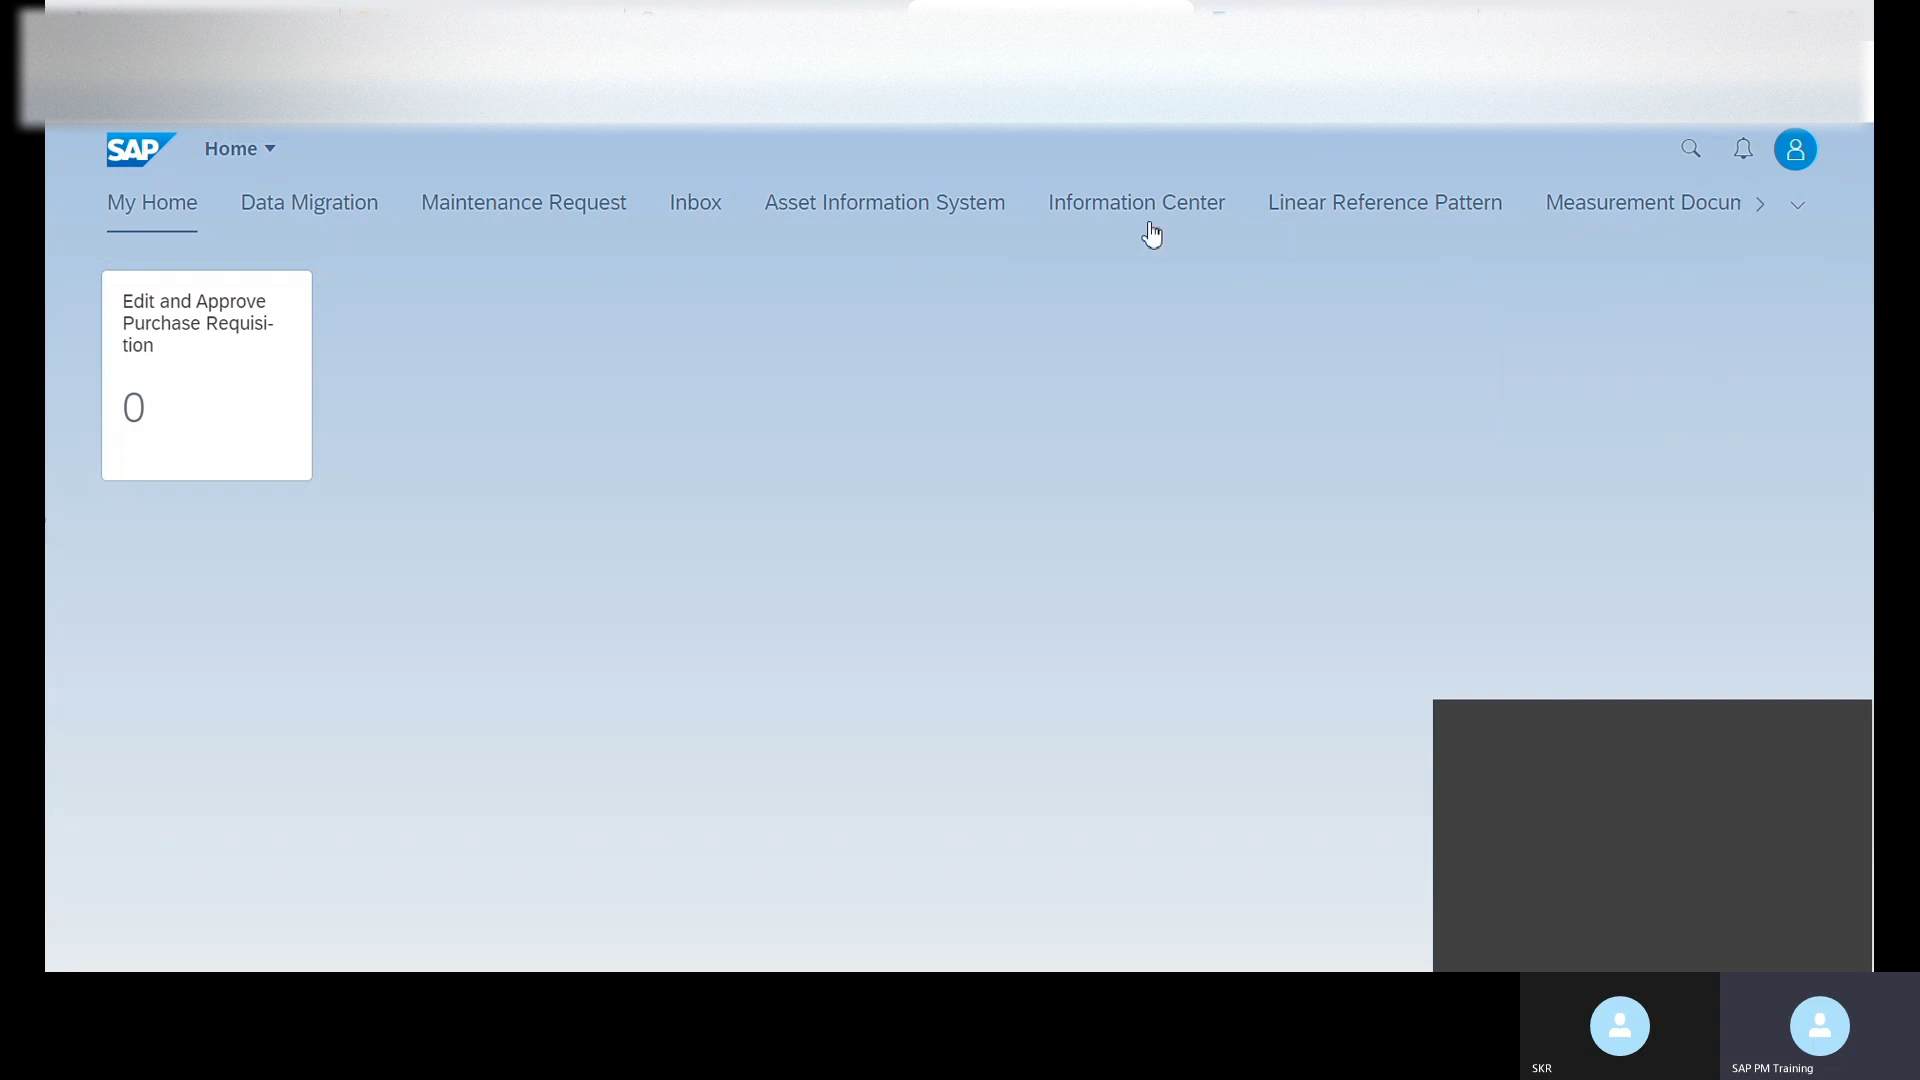 SAP Home
My Home Data Migration Maintenance Request Inbox Asset Information System Information Center Linear Reference Pattern Measurement Docum
Edit and Approve
Purchase Requisi-
tion
0
SKR SAP PM Training